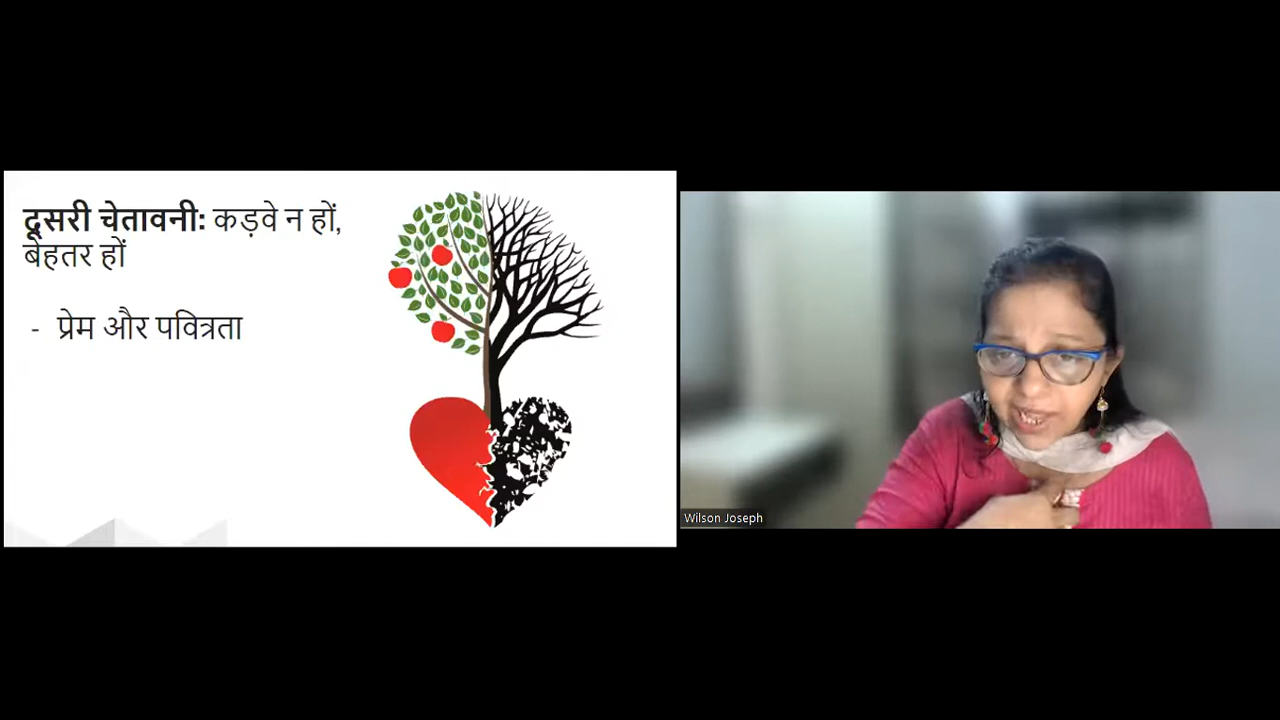 दूसरी चेतावनी: कड़वे न हों,
बेहतर हों
- प्रेम और पवित्रता
Wilson Joseph